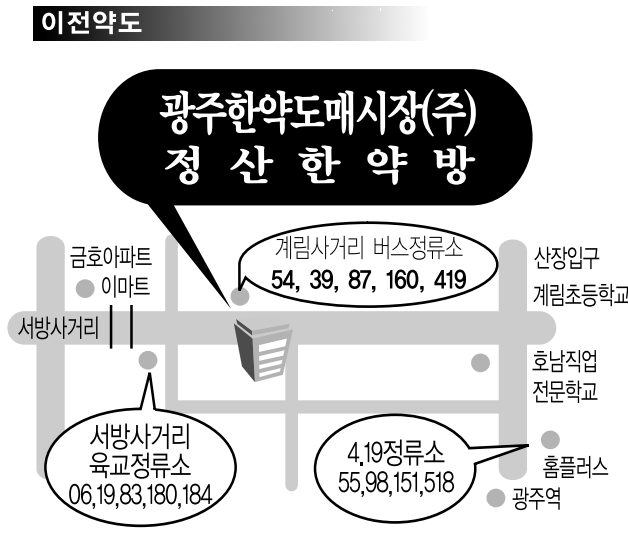 이전약도
광주한약도매시장(주)
정 산 한 약 방
계림사거리 버스정류소
54, 39, 87, 160, 419
금호아파트
이마트
서방사거리
산장입구
계림초등학교
호남직업
전문학교
서방사거리
육교정류소
06,19,83,180,184
4.19정류소
55,98,151,518
홈플러스
광주역